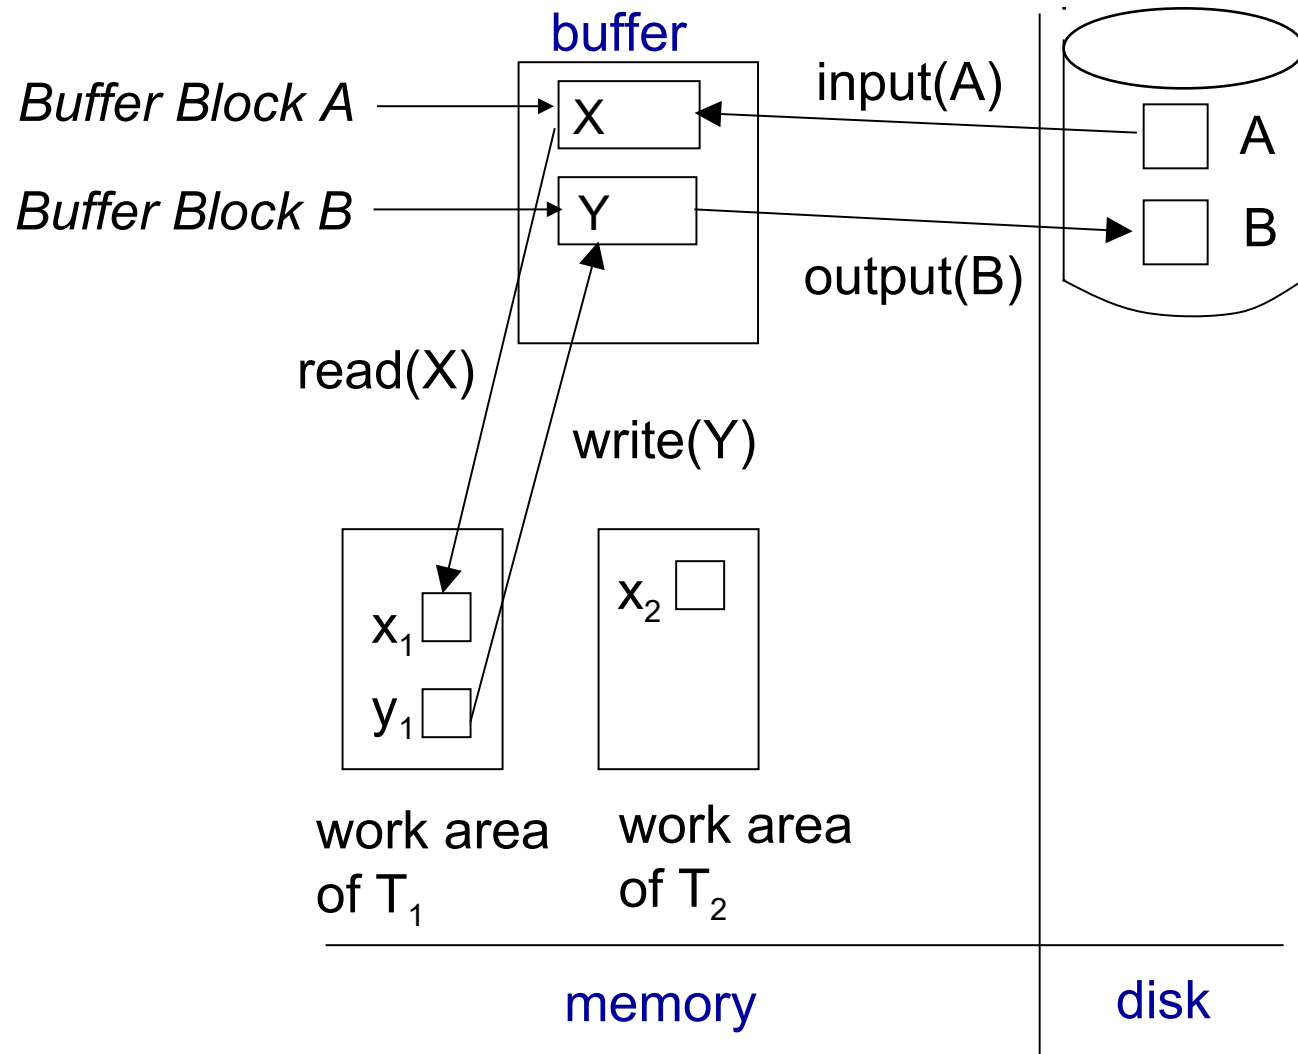 buffer
Buffer Block A
X
input(A)
A
Buffer Block B
Y
B
output(B)
read(X)
write(Y)
x₁
x₂
y₁
work area
of T₁
work area
of T₂
memory
disk